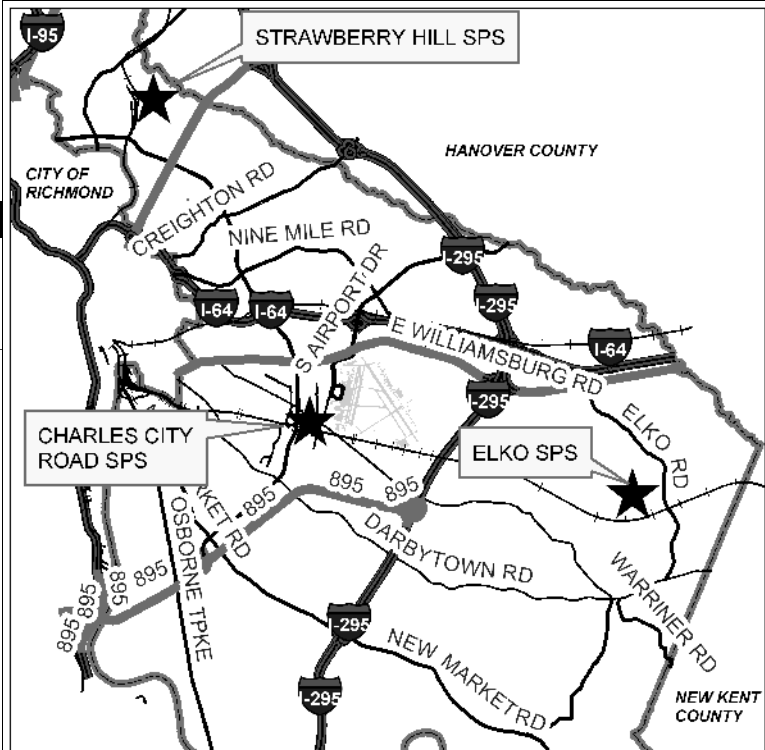 I-95
STRAWBERRY HILL SPS
HANOVER COUNTY
CITY OF
RICHMOND
CREIGHTON RD
NINE MILE RD
I-295
S AIRPORT DR
I-64
I-64
I-295
E WILLIAMSBURG RD
I-64
I-295
ELKO RD
CHARLES CITY
ROAD SPS
ELKO SPS
895
895
895
895
895
895
895
RKET RD
OSBORNE TPKE
DARBYTOWN RD
WARRINER RD
I-295
NEW MARKET RD
I-295
NEW KENT
COUNTY